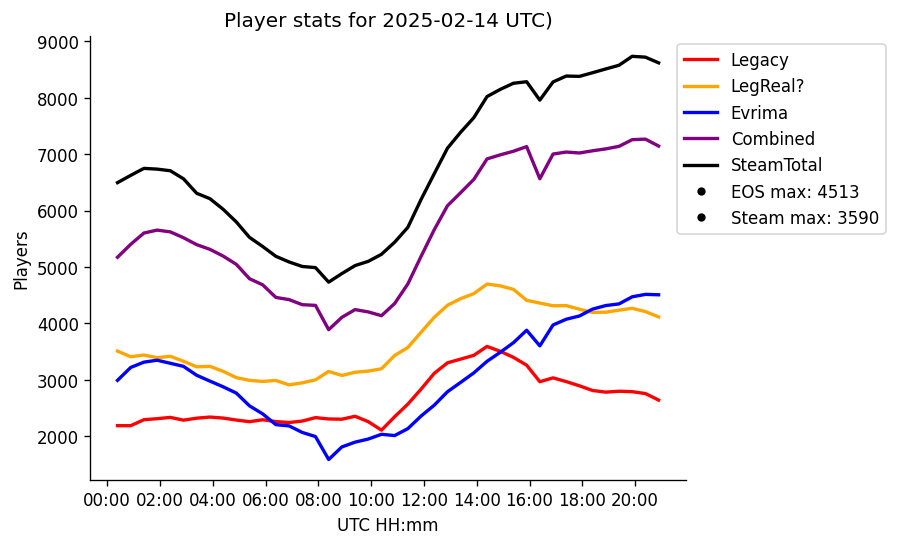 Player stats for 2025-02-14 UTC)
9000
8000
7000
6000
5000
4000
3000
2000
Players
00:00 02:00 04:00 06:00 08:00 10:00 12:00 14:00 16:00 18:00 20:00
UTC HH:mm
Legacy
LegReal?
Evrima
Combined
SteamTotal
EOS max: 4513
Steam max: 3590